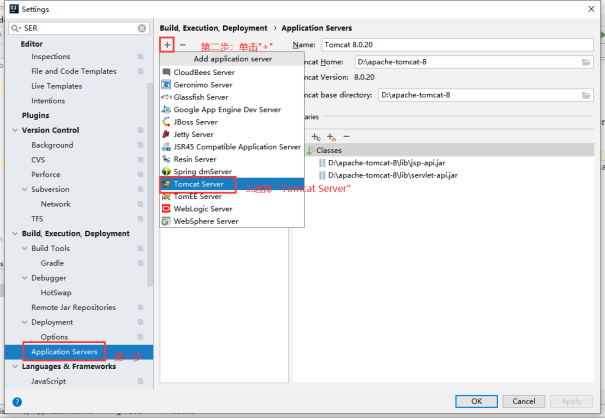 Settings
SER
Editor
Inspections
File and Code Templates
Live Templates
Intentions
Plugins
Version Control
Background
CVS
Perforce
Subversion
Network
TFS
Build, Execution, Deployment
Build Tools
Gradle
Debugger
HotSwap
Remote Jar Repositories
Deployment
Options
Application Servers
第一步
Languages & Frameworks
JavaScript
Build, Execution, Deployment › Application Servers
第二步：单击"+"
Add application server
CloudBees Server
Geronimo Server
Glassfish Server
Google App Engine Dev Server
JBoss Server
Jetty Server
JSR45 Compatible Application Server
Resin Server
Spring dmServer
Tomcat Server
3.选择 "Tomcat Server"
TomEE Server
WebLogic Server
WebSphere Server
Name: Tomcat 8.0.20
mcat Home: D:\apache-tomcat-8
mcat Version: 8.0.20
mcat base directory: D:\apache-tomcat-8
aries
Classes
D:\apache-tomcat-8\lib\jsp-api.jar
D:\apache-tomcat-8\lib\servlet-api.jar
OK
Cancel
Apply